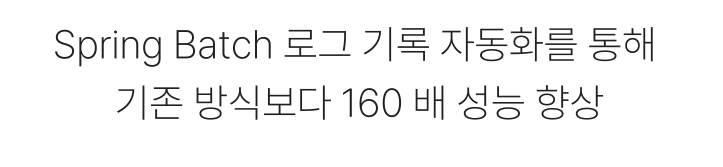 Spring Batch 로그 기록 자동화를 통해
기존 방식보다 160 배 성능 향상